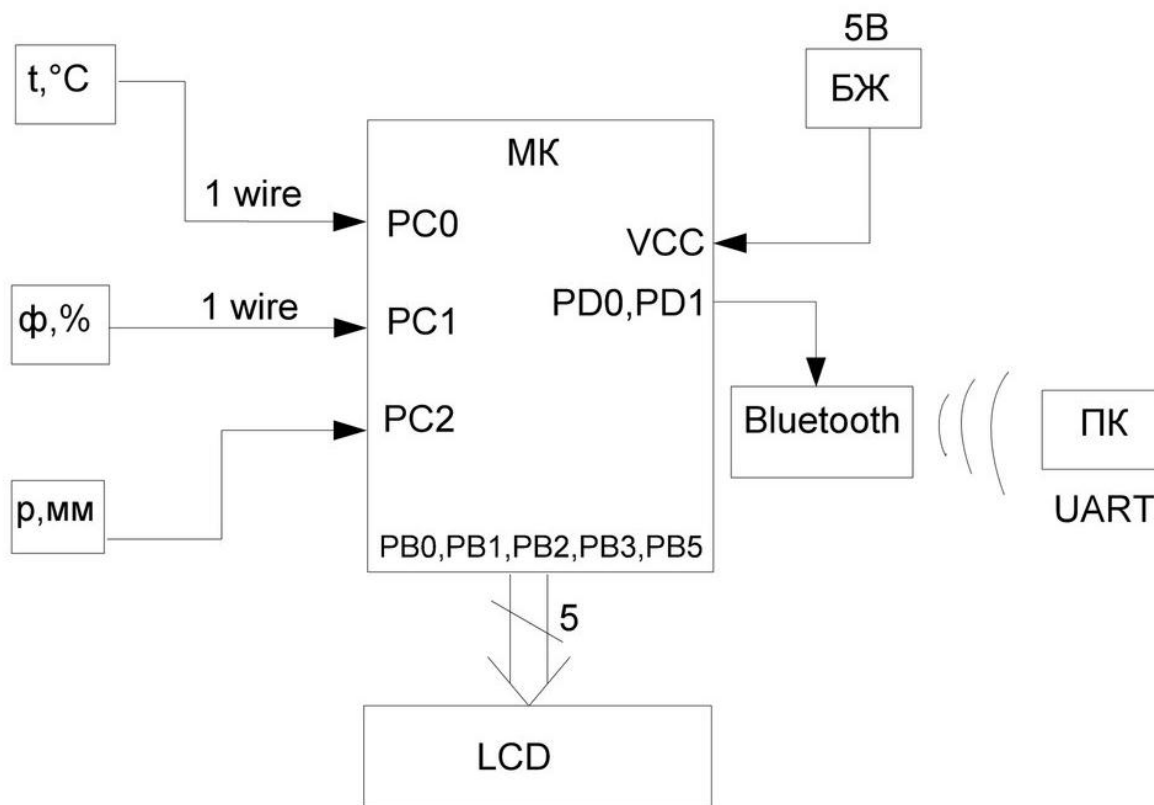 5В
t,°C
БЖ
МК
1 wire
PC0
VCC
ф,%
1 wire
PC1
PD0,PD1
PC2
Bluetooth
ПК
р,мм
UART
PB0,PB1,PB2,PB3,PB5
5
LCD